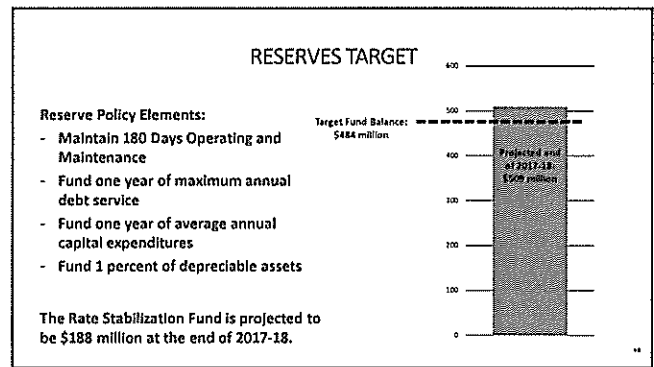 RESERVES TARGET
Reserve Policy Elements:
- Maintain 180 Days Operating and
Maintenance
- Fund one year of maximum annual
debt service
- Fund one year of average annual
capital expenditures
- Fund 1 percent of depreciable assets
The Rate Stabilization Fund is projected to
be $188 million at the end of 2017-18.
Target Fund Balance:
$484 million
600
500
400
300
200
100
0
Projected end
of 2017-18:
$509 million